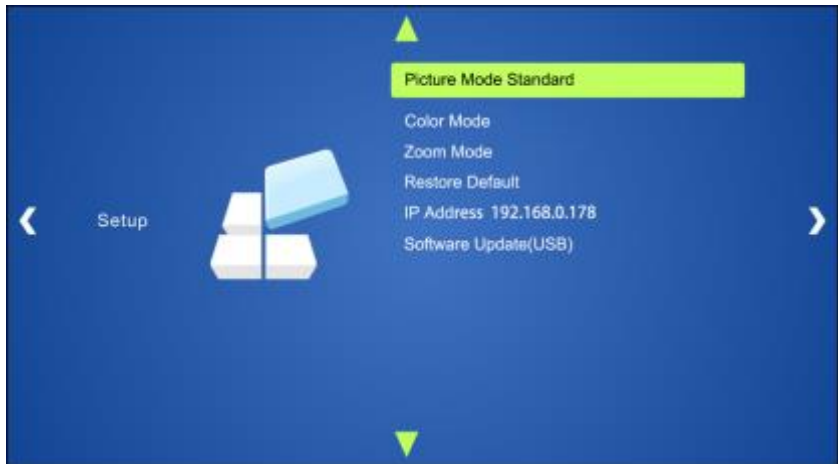 Picture Mode Standard
Color Mode
Zoom Mode
Restore Default
Setup
IP Address 192.168.0.178
Software Update(USB)